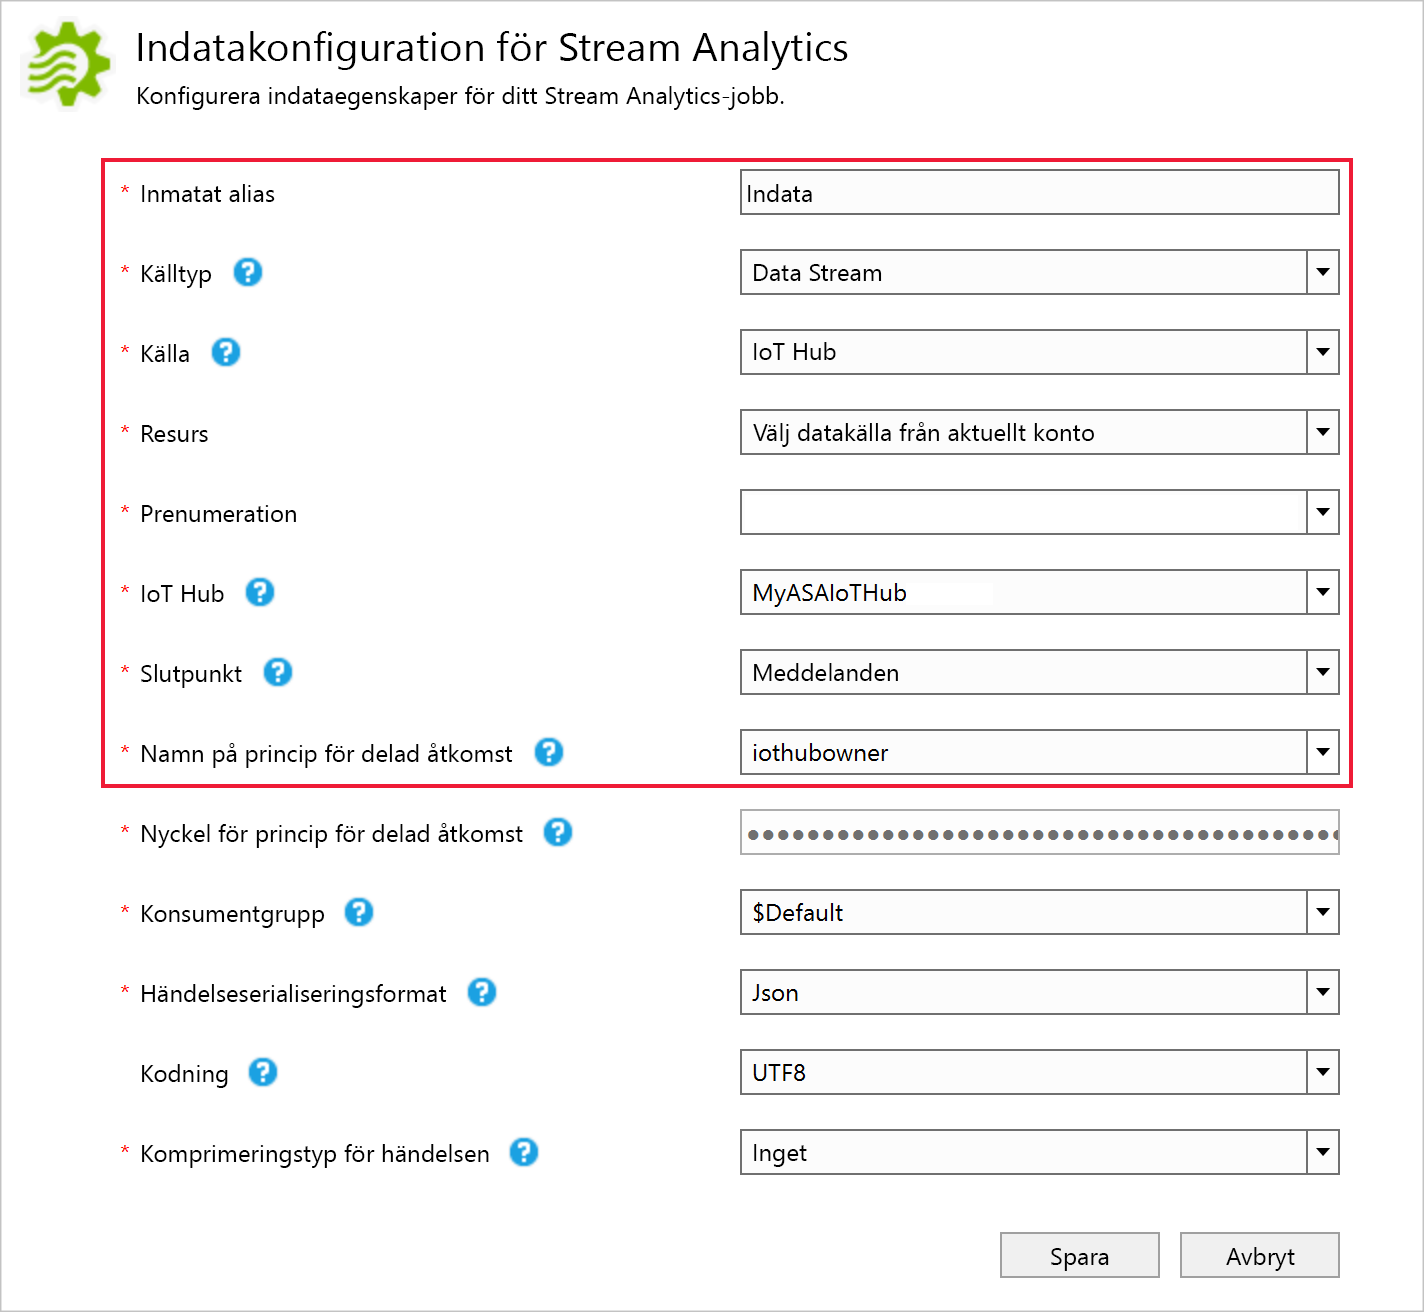 Indatakonfiguration för Stream Analytics
Konfigurera indataegenskaper för ditt Stream Analytics-jobb.
* Inmatat alias Indata
* Källtyp ? Data Stream
* Källa ? IoT Hub
* Resurs Välj datakälla från aktuellt konto
* Prenumeration
* IoT Hub ? MyASAIoTHub
* Slutpunkt ? Meddelanden
* Namn på princip för delad åtkomst ? iothubowner
* Nyckel för princip för delad åtkomst ? ●●●●●●●●●●●●●●●●●●●●●●●●●●●●●●●●●●●●●●●●
* Konsumentgrupp ? $Default
* Händelseserialiseringsformat ? Json
Kodning ? UTF8
* Komprimeringstyp för händelsen ? Inget
Spara Avbryt